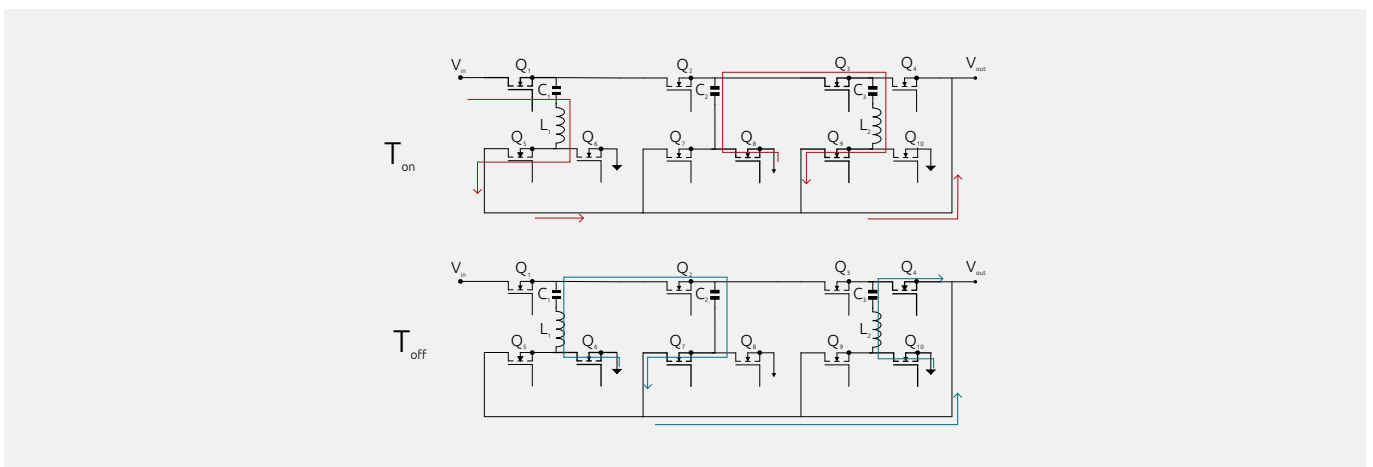 Vin Q1 Q2 Q3 Q4 Vout
C1 C2 C3
L1 L2
Q5 Q6 Q7 Q8 Q9 Q10
Ton
Vin Q1 Q2 Q3 Q4 Vout
C1 C2 C3
L1 L2
Q5 Q6 Q7 Q8 Q9 Q10
Toff